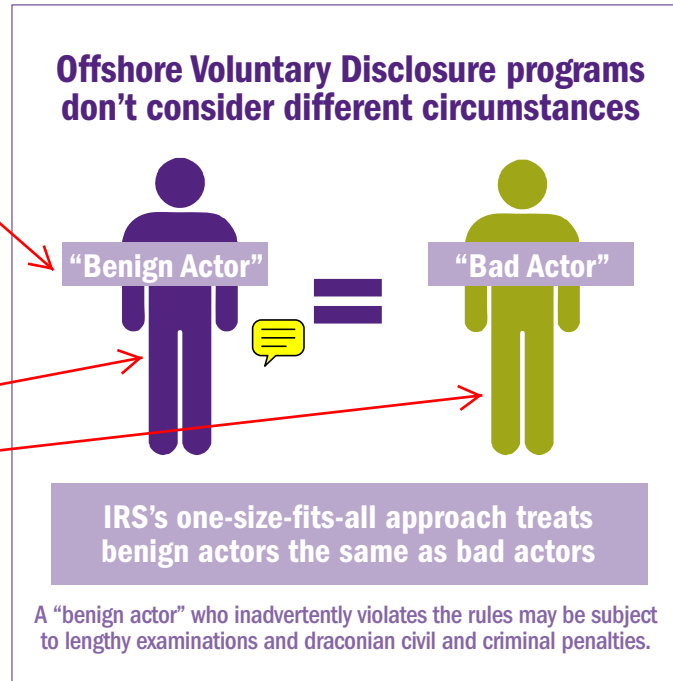 Offshore Voluntary Disclosure programs
don’t consider different circumstances
“Benign Actor”
“Bad Actor”
IRS’s one-size-fits-all approach treats
benign actors the same as bad actors
A “benign actor” who inadvertently violates the rules may be subject
to lengthy examinations and draconian civil and criminal penalties.